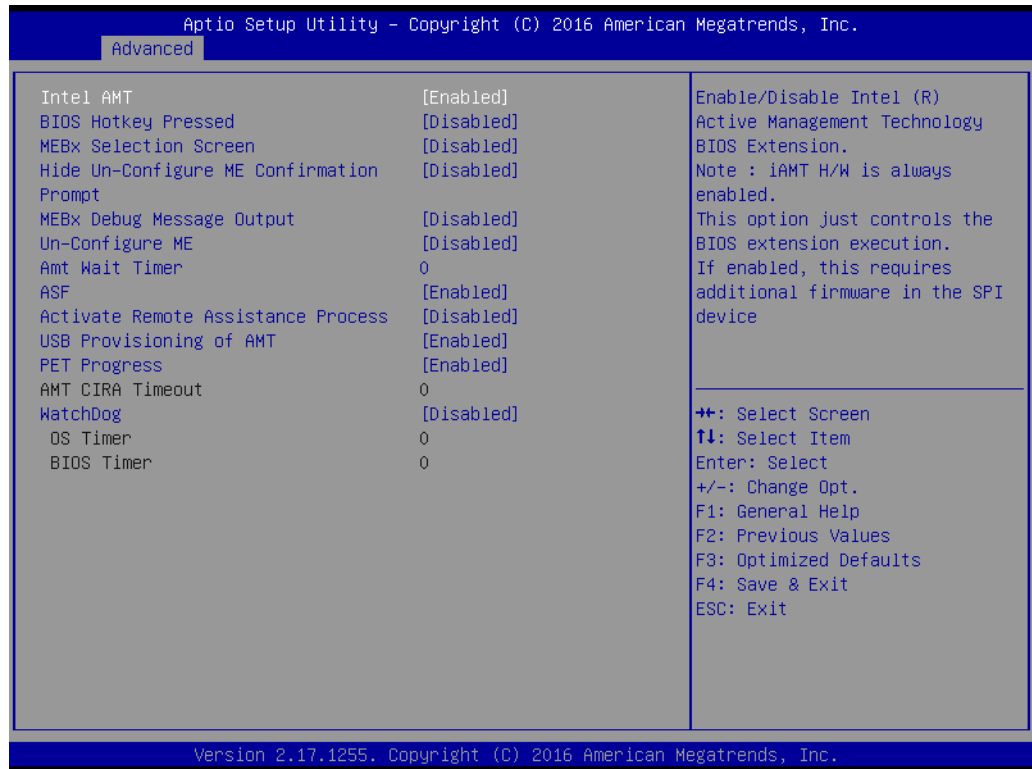 Aptio Setup Utility – Copyright (C) 2016 American Megatrends, Inc.
Advanced
Intel AMT [Enabled]
BIOS Hotkey Pressed [Disabled]
MEBx Selection Screen [Disabled]
Hide Un-Configure ME Confirmation [Disabled]
Prompt
MEBx Debug Message Output [Disabled]
Un-Configure ME [Disabled]
Amt Wait Timer 0
ASF [Enabled]
Activate Remote Assistance Process [Disabled]
USB Provisioning of AMT [Enabled]
PET Progress [Enabled]
AMT CIRA Timeout 0
WatchDog [Disabled]
OS Timer 0
BIOS Timer 0
Enable/Disable Intel (R)
Active Management Technology
BIOS Extension.
Note : iAMT H/W is always
enabled.
This option just controls the
BIOS extension execution.
If enabled, this requires
additional firmware in the SPI
device
→←: Select Screen
↑↓: Select Item
Enter: Select
+/-: Change Opt.
F1: General Help
F2: Previous Values
F3: Optimized Defaults
F4: Save & Exit
ESC: Exit
Version 2.17.1255. Copyright (C) 2016 American Megatrends, Inc.